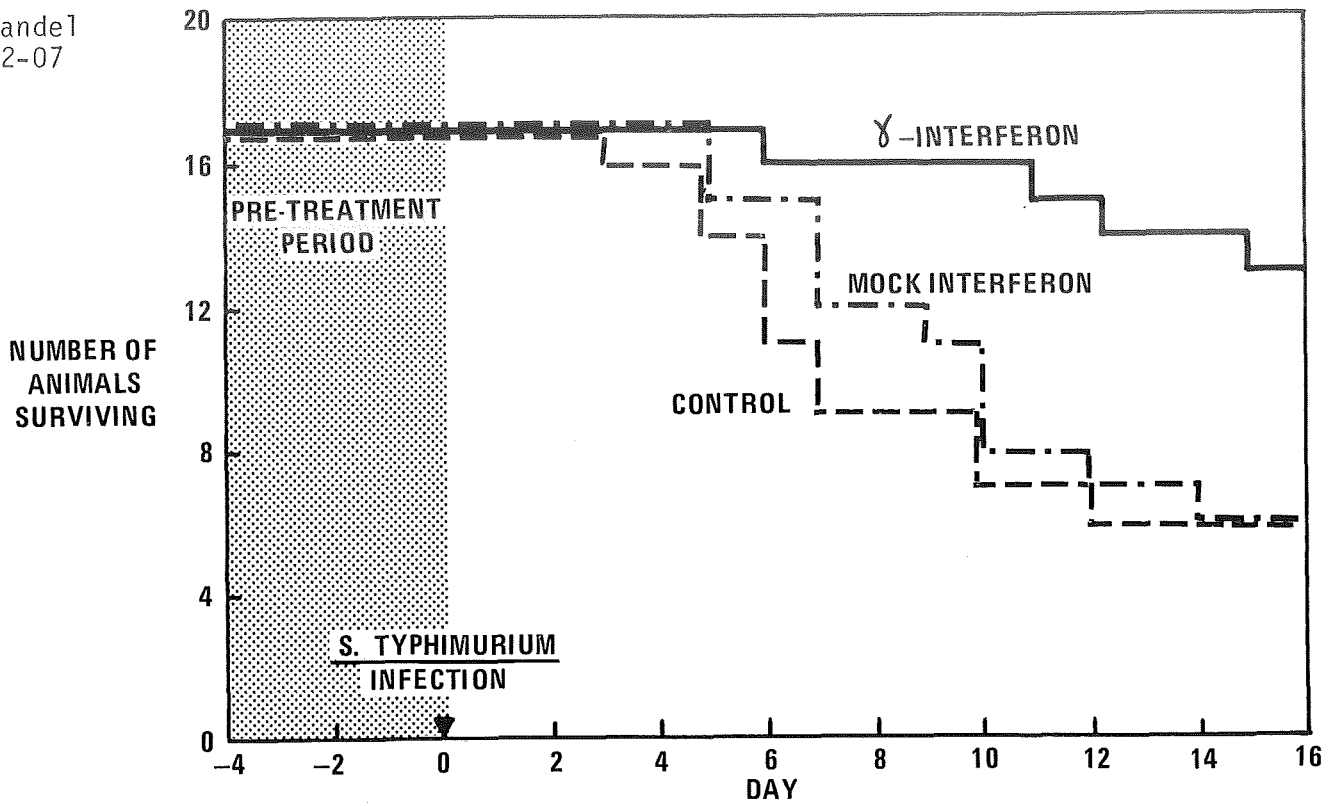 andel
2-07
20
16
12
8
4
0
NUMBER OF
ANIMALS
SURVIVING
PRE-TREATMENT
PERIOD
γ-INTERFERON
MOCK INTERFERON
CONTROL
S. TYPHIMURIUM
INFECTION
-4 -2 0 2 4 6 8 10 12 14 16
DAY